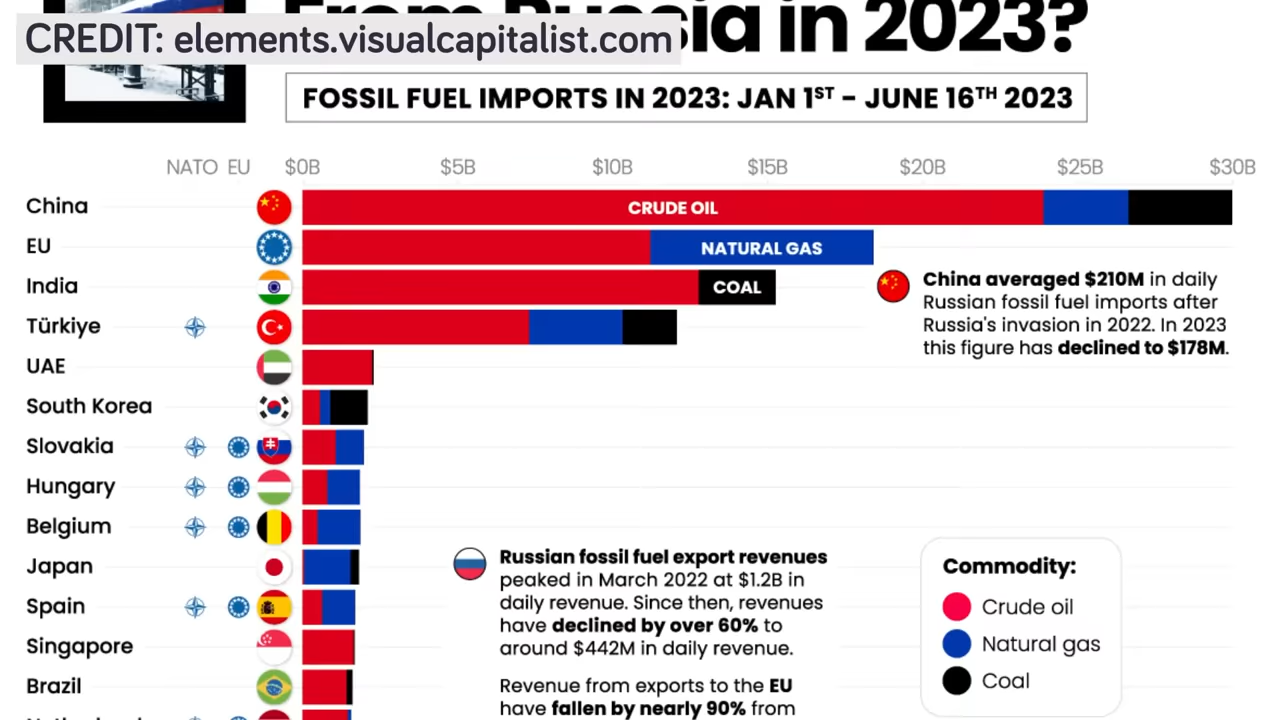 From Russia in 2023?
CREDIT: elements.visualcapitalist.com
FOSSIL FUEL IMPORTS IN 2023: JAN 1ST - JUNE 16TH 2023
NATO EU $0B $5B $10B $15B $20B $25B $30B
China CRUDE OIL
EU NATURAL GAS
India COAL
Türkiye
UAE
South Korea
Slovakia
Hungary
Belgium
Japan
Spain
Singapore
Brazil
China averaged $210M in daily
Russian fossil fuel imports after
Russia's invasion in 2022. In 2023
this figure has declined to $178M.
Russian fossil fuel export revenues
peaked in March 2022 at $1.2B in
daily revenue. Since then, revenues
have declined by over 60% to
around $442M in daily revenue.
Revenue from exports to the EU
have fallen by nearly 90% from
Commodity:
Crude oil
Natural gas
Coal